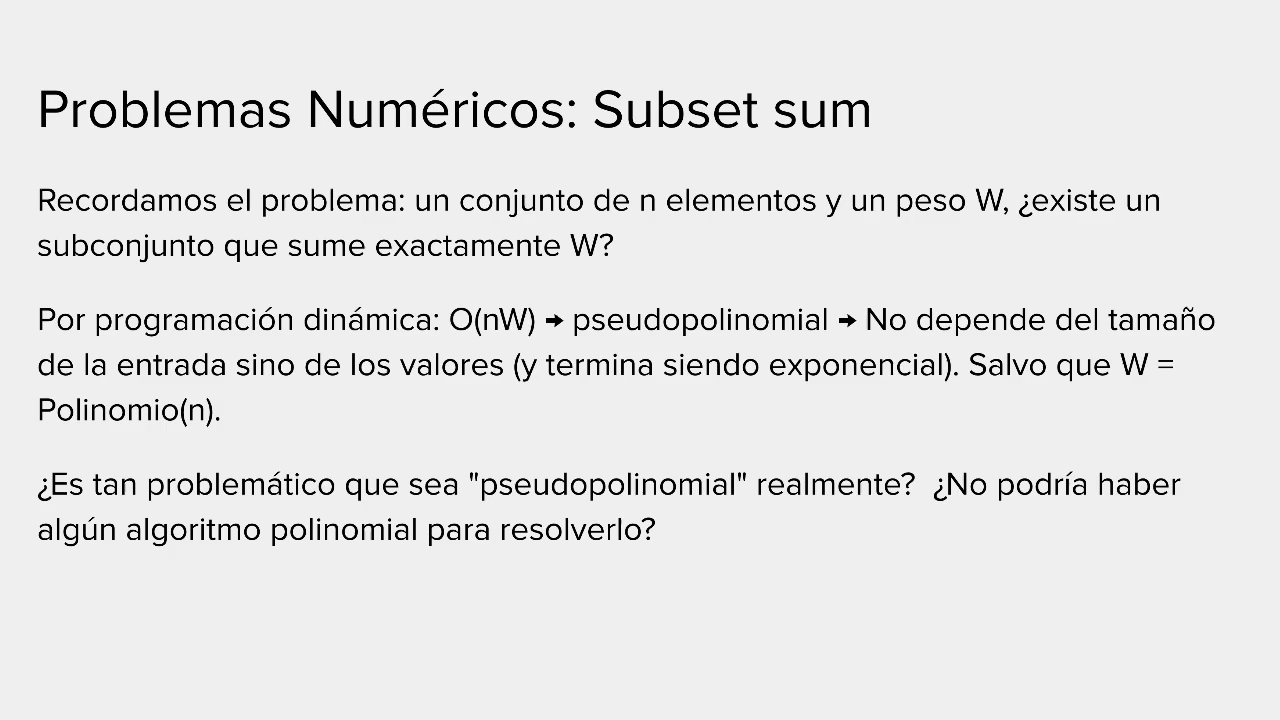 Problemas Numéricos: Subset sum
Recordamos el problema: un conjunto de n elementos y un peso W, ¿existe un
subconjunto que sume exactamente W?
Por programación dinámica: O(nW) → pseudopolinomial → No depende del tamaño
de la entrada sino de los valores (y termina siendo exponencial). Salvo que W =
Polinomio(n).
¿Es tan problemático que sea "pseudopolinomial" realmente?  ¿No podría haber
algún algoritmo polinomial para resolverlo?